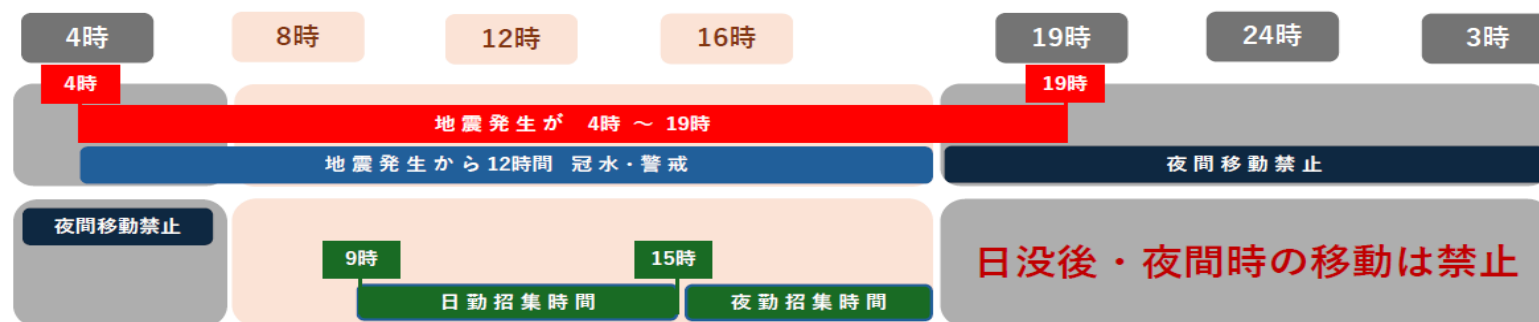 4時
8時
12時
16時
19時
24時
3時
4時
19時
地震発生が 4時 ～ 19時
地震発生から12時間 冠水・警戒
夜間移動禁止
夜間移動禁止
9時
15時
日没後・夜間時の移動は禁止
日勤招集時間
夜勤招集時間